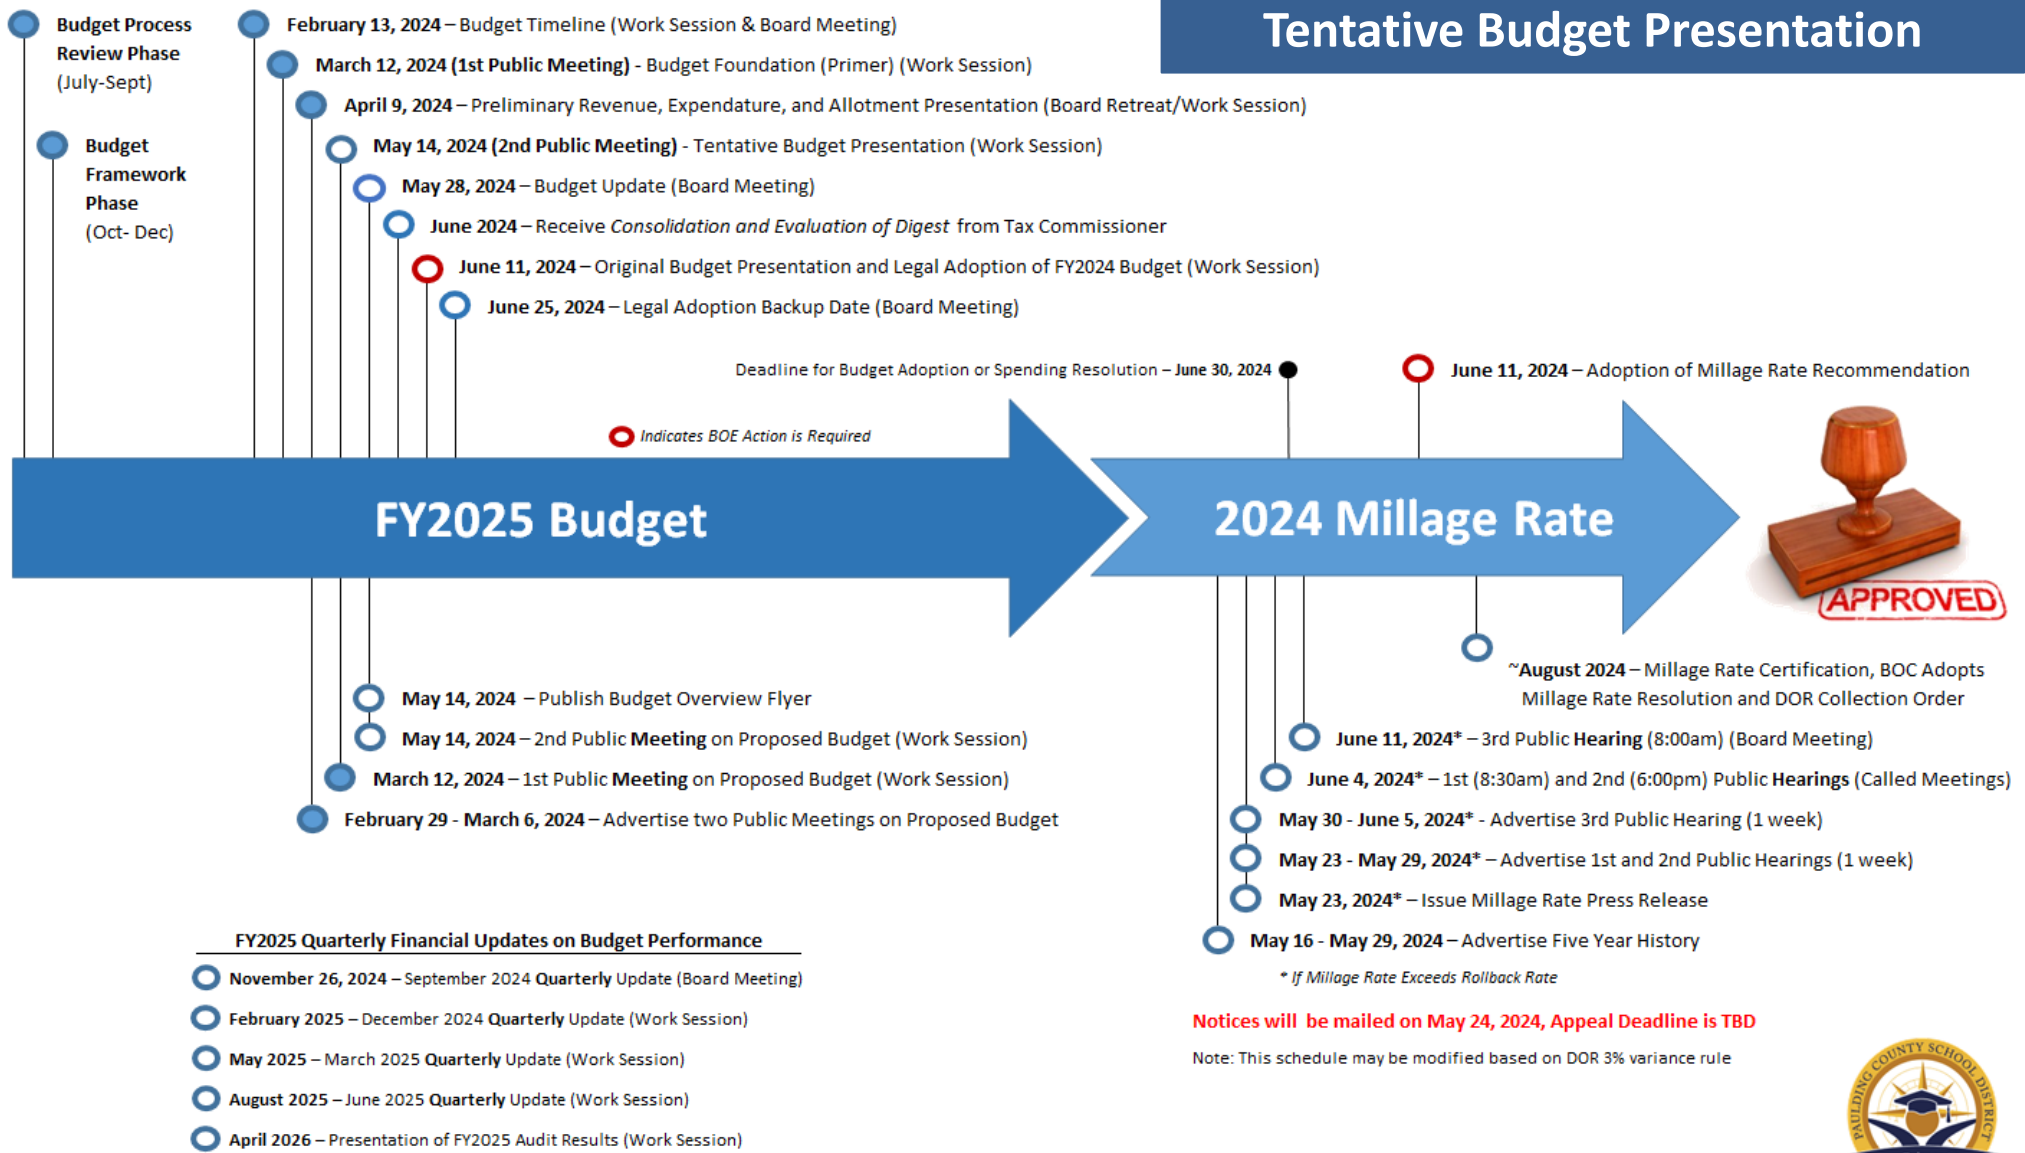 Tentative Budget Presentation
Budget Process
Review Phase
(July-Sept)
Budget
Framework
Phase
(Oct- Dec)
February 13, 2024 – Budget Timeline (Work Session & Board Meeting)
March 12, 2024 (1st Public Meeting) - Budget Foundation (Primer) (Work Session)
April 9, 2024 – Preliminary Revenue, Expendature, and Allotment Presentation (Board Retreat/Work Session)
May 14, 2024 (2nd Public Meeting) - Tentative Budget Presentation (Work Session)
May 28, 2024 – Budget Update (Board Meeting)
June 2024 – Receive Consolidation and Evaluation of Digest from Tax Commissioner
June 11, 2024 – Original Budget Presentation and Legal Adoption of FY2024 Budget (Work Session)
June 25, 2024 – Legal Adoption Backup Date (Board Meeting)
Deadline for Budget Adoption or Spending Resolution – June 30, 2024
June 11, 2024 – Adoption of Millage Rate Recommendation
Indicates BOE Action is Required
FY2025 Budget
2024 Millage Rate
APPROVED
May 14, 2024 – Publish Budget Overview Flyer
May 14, 2024 – 2nd Public Meeting on Proposed Budget (Work Session)
March 12, 2024 – 1st Public Meeting on Proposed Budget (Work Session)
February 29 - March 6, 2024 – Advertise two Public Meetings on Proposed Budget
~August 2024 – Millage Rate Certification, BOC Adopts
Millage Rate Resolution and DOR Collection Order
June 11, 2024* – 3rd Public Hearing (8:00am) (Board Meeting)
June 4, 2024* – 1st (8:30am) and 2nd (6:00pm) Public Hearings (Called Meetings)
May 30 - June 5, 2024* - Advertise 3rd Public Hearing (1 week)
May 23 - May 29, 2024* – Advertise 1st and 2nd Public Hearings (1 week)
May 23, 2024* – Issue Millage Rate Press Release
May 16 - May 29, 2024 – Advertise Five Year History
* If Millage Rate Exceeds Rollback Rate
Notices will be mailed on May 24, 2024, Appeal Deadline is TBD
Note: This schedule may be modified based on DOR 3% variance rule
FY2025 Quarterly Financial Updates on Budget Performance
November 26, 2024 – September 2024 Quarterly Update (Board Meeting)
February 2025 – December 2024 Quarterly Update (Work Session)
May 2025 – March 2025 Quarterly Update (Work Session)
August 2025 – June 2025 Quarterly Update (Work Session)
April 2026 – Presentation of FY2025 Audit Results (Work Session)
PAULDING COUNTY SCHOOL DISTRICT